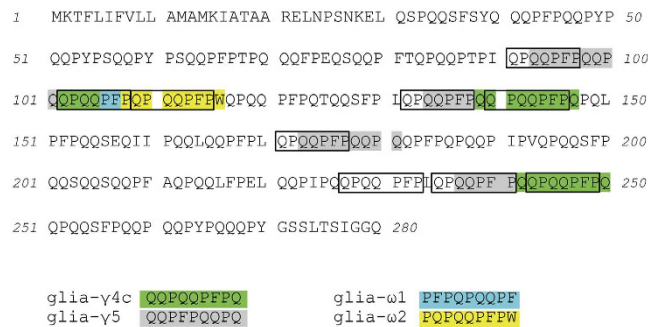 1 MKTFLIFVLL AMAMKIATAA RELNPSNKEL QSPQQSFSYQ QQPFPQQPYP 50
51 QQPYPSQQPY PSQQPFPTPQ QQFPEQSQQP FTQPQQPTPI QPQQPFPQQP 100
101 QQPQQPFPQP QQPFPWQPQQ PFPQTQQSFP LQPQQPFPQQ PQQPFPQPQL 150
151 PFPQQSEQII PQQLQQPFPL QPQQPFPQQP QQPFPQPQQP IPVQPQQSFP 200
201 QQSQQSQQPF AQPQQLFPEL QQPIPQQPQQ PFPLQPQQPF PQQPQQPFPQ 250
251 QPQQSFPQQP QQPYPQQQPY GSSLTSIGGQ 280
glia-γ4c QQPQQPFPQ glia-ω1 PFPQPQQPF
glia-γ5 QQPFPQQPQ glia-ω2 PQPQQPFPW